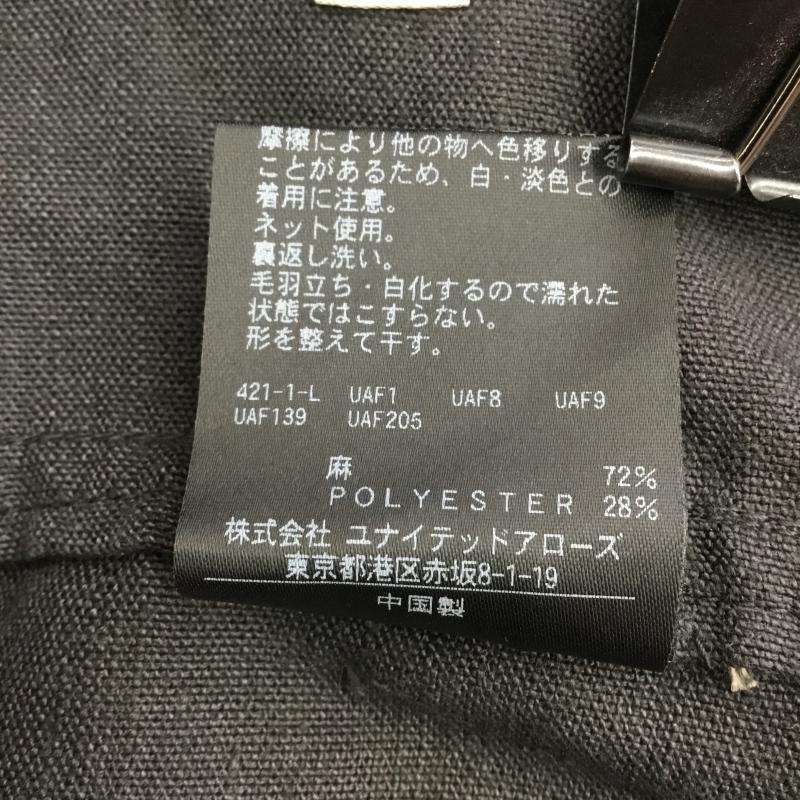 摩擦により他の物へ色移りする
ことがあるため、白・淡色との
着用に注意。
ネット使用。
裏返し洗い。
毛羽立ち・白化するので濡れた
状態ではこすらない。
形を整えて干す。
421-1-L UAF1 UAF8 UAF9
UAF139 UAF205
麻 72%
POLYESTER 28%
株式会社 ユナイテッドアローズ
東京都港区赤坂8-1-19
中国製